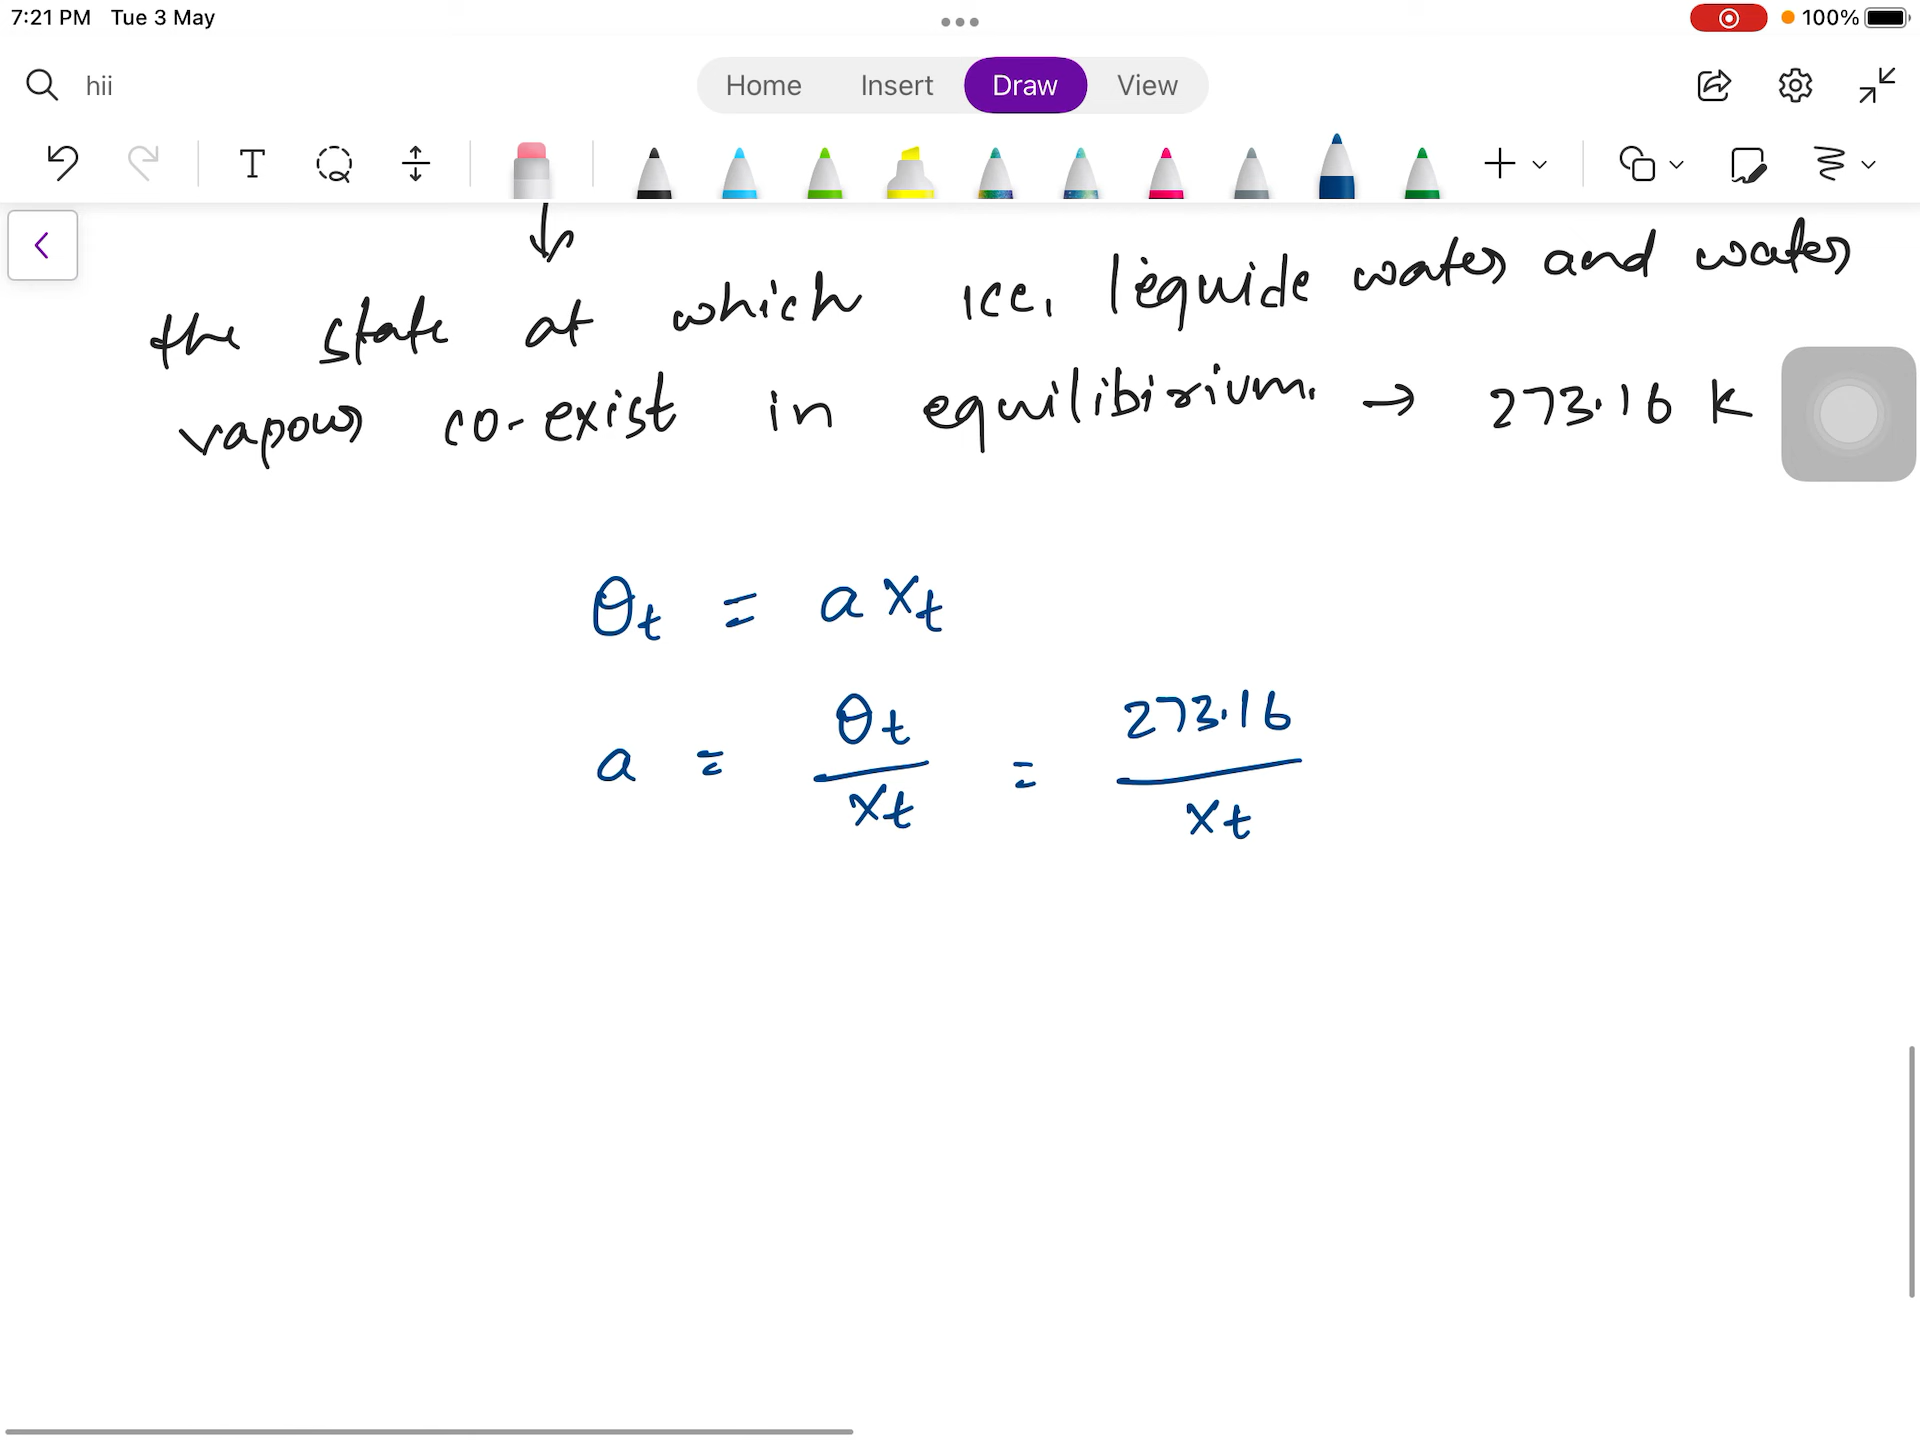 7:21 PM Tue 3 May
100%
hii
Home Insert Draw View
T
the state at which ice, liequide water and water
vapour co-exist in equilibirium. → 273.16 K
θt = a xt
a = θt/xt = 273.16/xt